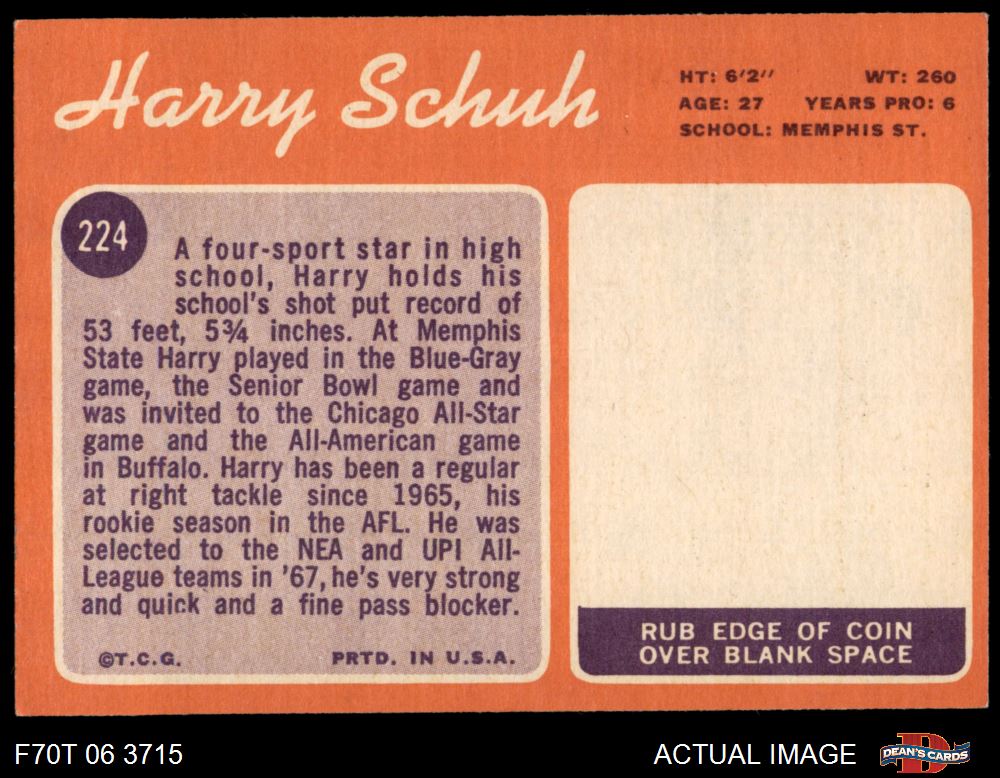 Harry Schuh
HT: 6'2" WT: 260
AGE: 27 YEARS PRO: 6
SCHOOL: MEMPHIS ST.
224
A four-sport star in high
school, Harry holds his
school's shot put record of
53 feet, 5¾ inches. At Memphis
State Harry played in the Blue-Gray
game, the Senior Bowl game and
was invited to the Chicago All-Star
game and the All-American game
in Buffalo. Harry has been a regular
at right tackle since 1965, his
rookie season in the AFL. He was
selected to the NEA and UPI All-
League teams in '67, he's very strong
and quick and a fine pass blocker.
©T.C.G. PRTD. IN U.S.A.
RUB EDGE OF COIN
OVER BLANK SPACE
F70T 06 3715 ACTUAL IMAGE
D
DEAN'S CARDS